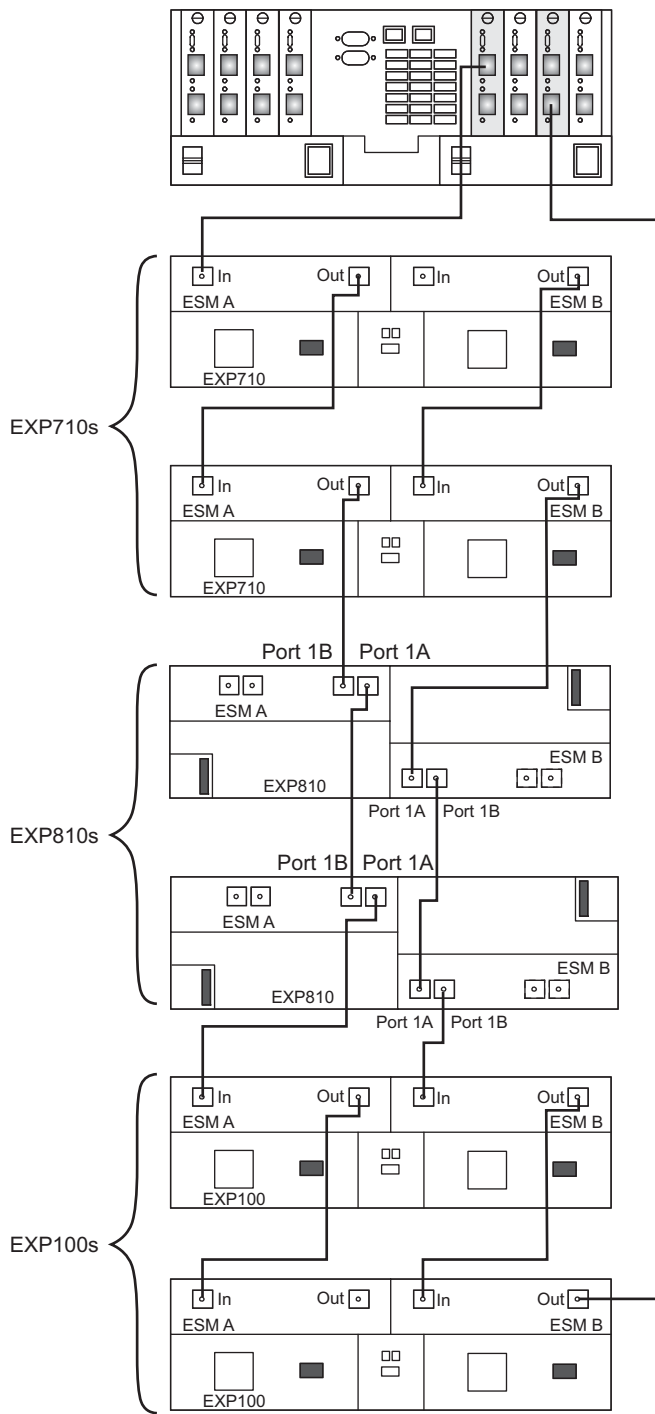 In Out In Out
ESM A ESM B
EXP710
EXP710s
In Out In Out
ESM A ESM B
EXP710
Port 1B Port 1A
ESM A
ESM B
EXP810
Port 1A Port 1B
EXP810s
Port 1B Port 1A
ESM A
ESM B
EXP810
Port 1A Port 1B
In Out In Out
ESM A ESM B
EXP100
EXP100s
In Out In Out
ESM A ESM B
EXP100